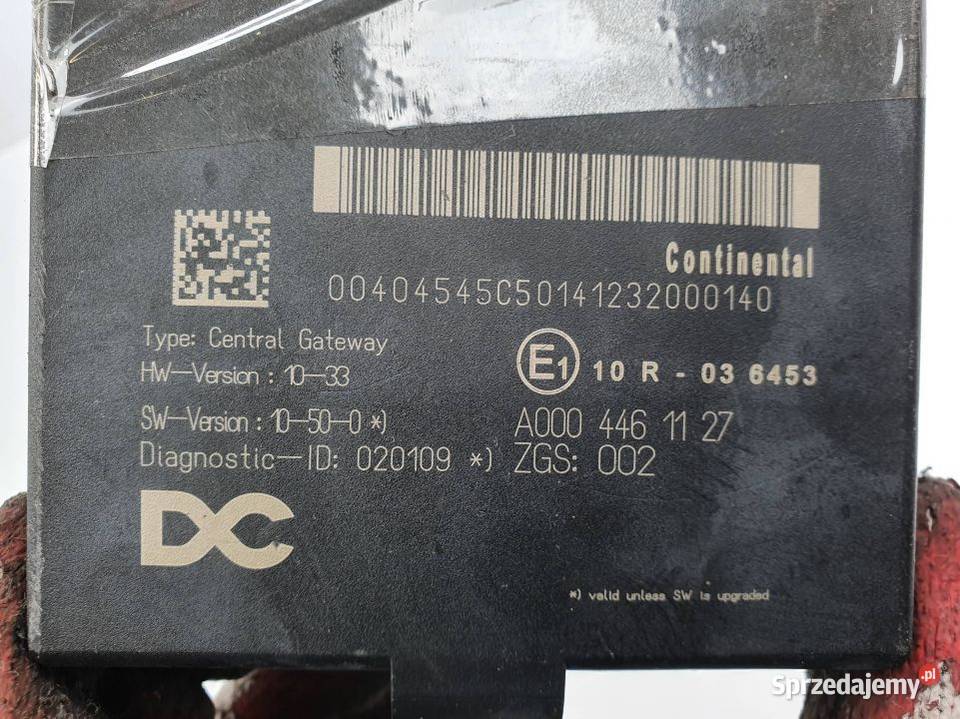 Continental
00404545C50141232000140
Type: Central Gateway
HW-Version : 10-33
E1 10 R - 03 6453
SW-Version : 10-50-0 *)
A000 446 11 27
Diagnostic-ID: 020109 *)
ZGS: 002
DC
*) valid unless SW is upgraded
Sprzedajemy.pl